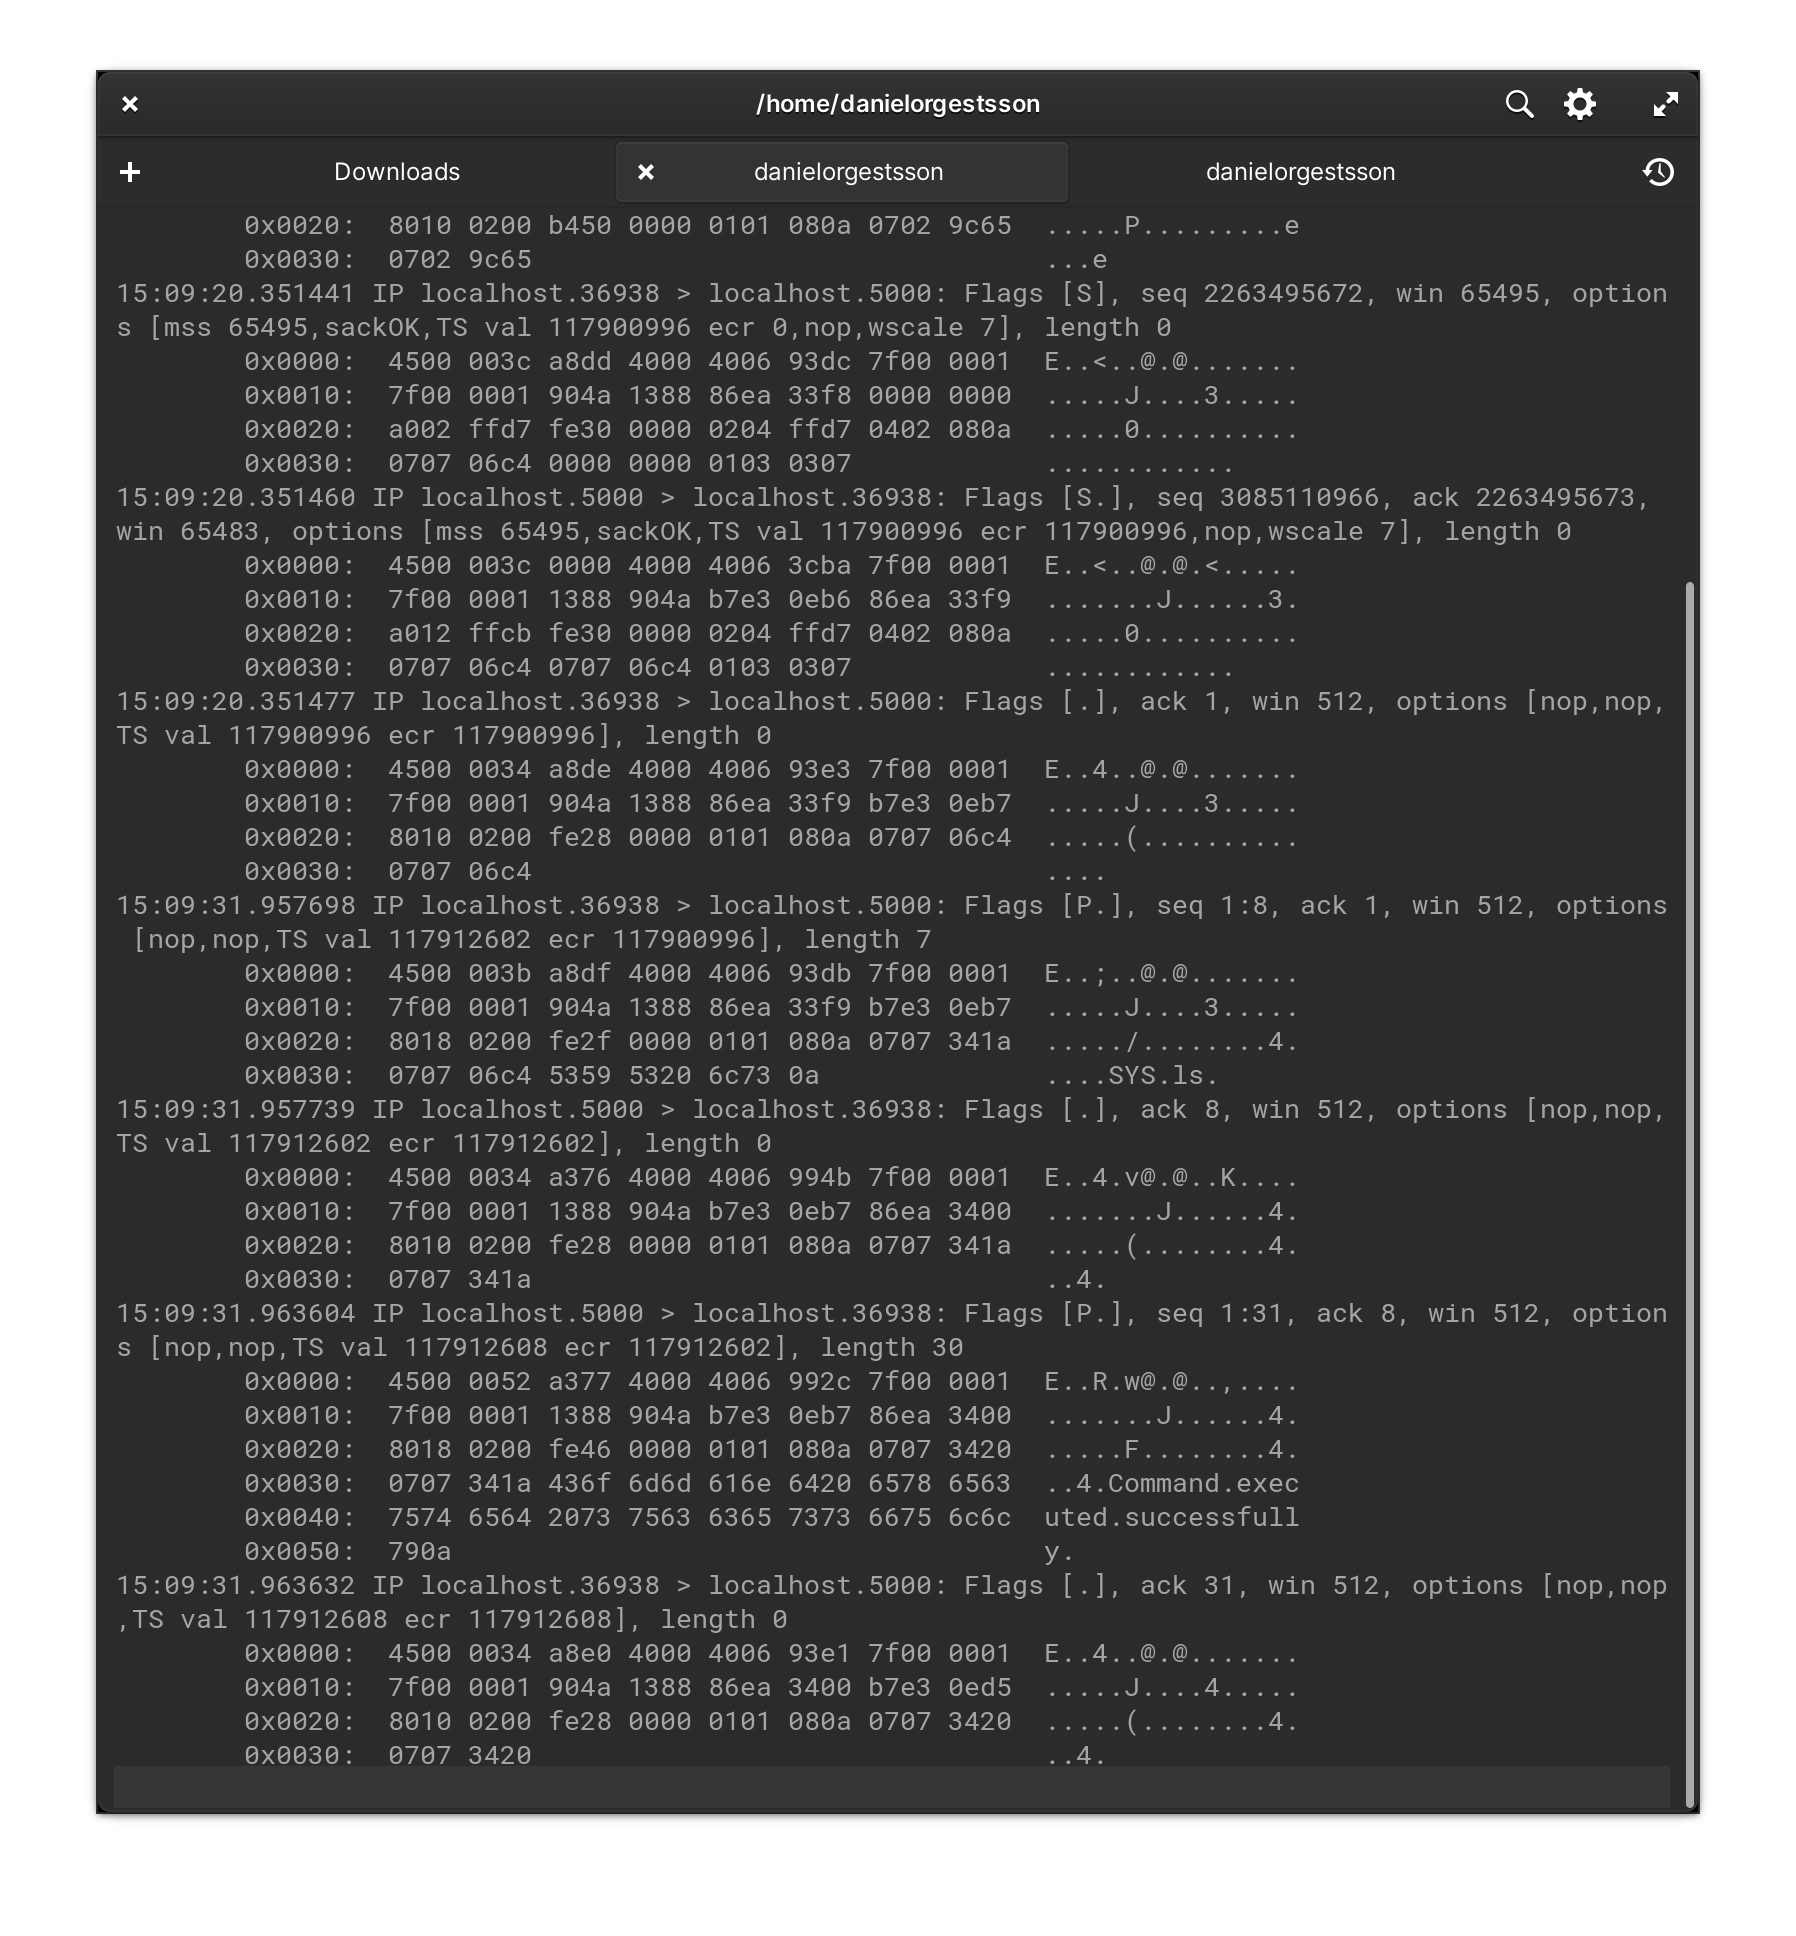 /home/danielorgestsson
Downloads danielorgestsson danielorgestsson
0x0020:  8010 0200 b450 0000 0101 080a 0702 9c65  .....P.........e
0x0030:  0702 9c65                                ...e
15:09:20.351441 IP localhost.36938 > localhost.5000: Flags [S], seq 2263495672, win 65495, option
s [mss 65495,sackOK,TS val 117900996 ecr 0,nop,wscale 7], length 0
0x0000:  4500 003c a8dd 4000 4006 93dc 7f00 0001  E..<..@.@.......
0x0010:  7f00 0001 904a 1388 86ea 33f8 0000 0000  .....J....3.....
0x0020:  a002 ffd7 fe30 0000 0204 ffd7 0402 080a  .....0..........
0x0030:  0707 06c4 0000 0000 0103 0307            ............
15:09:20.351460 IP localhost.5000 > localhost.36938: Flags [S.], seq 3085110966, ack 2263495673,
win 65483, options [mss 65495,sackOK,TS val 117900996 ecr 117900996,nop,wscale 7], length 0
0x0000:  4500 003c 0000 4000 4006 3cba 7f00 0001  E..<..@.@.<.....
0x0010:  7f00 0001 1388 904a b7e3 0eb6 86ea 33f9  .......J......3.
0x0020:  a012 ffcb fe30 0000 0204 ffd7 0402 080a  .....0..........
0x0030:  0707 06c4 0707 06c4 0103 0307            ............
15:09:20.351477 IP localhost.36938 > localhost.5000: Flags [.], ack 1, win 512, options [nop,nop,
TS val 117900996 ecr 117900996], length 0
0x0000:  4500 0034 a8de 4000 4006 93e3 7f00 0001  E..4..@.@.......
0x0010:  7f00 0001 904a 1388 86ea 33f9 b7e3 0eb7  .....J....3.....
0x0020:  8010 0200 fe28 0000 0101 080a 0707 06c4  .....(..........
0x0030:  0707 06c4                                ....
15:09:31.957698 IP localhost.36938 > localhost.5000: Flags [P.], seq 1:8, ack 1, win 512, options
[nop,nop,TS val 117912602 ecr 117900996], length 7
0x0000:  4500 003b a8df 4000 4006 93db 7f00 0001  E..;..@.@.......
0x0010:  7f00 0001 904a 1388 86ea 33f9 b7e3 0eb7  .....J....3.....
0x0020:  8018 0200 fe2f 0000 0101 080a 0707 341a  ...../........4.
0x0030:  0707 06c4 5359 5320 6c73 0a              ....SYS.ls.
15:09:31.957739 IP localhost.5000 > localhost.36938: Flags [.], ack 8, win 512, options [nop,nop,
TS val 117912602 ecr 117912602], length 0
0x0000:  4500 0034 a376 4000 4006 994b 7f00 0001  E..4.v@.@..K....
0x0010:  7f00 0001 1388 904a b7e3 0eb7 86ea 3400  .......J......4.
0x0020:  8010 0200 fe28 0000 0101 080a 0707 341a  .....(........4.
0x0030:  0707 341a                                ..4.
15:09:31.963604 IP localhost.5000 > localhost.36938: Flags [P.], seq 1:31, ack 8, win 512, option
s [nop,nop,TS val 117912608 ecr 117912602], length 30
0x0000:  4500 0052 a377 4000 4006 992c 7f00 0001  E..R.w@.@..,....
0x0010:  7f00 0001 1388 904a b7e3 0eb7 86ea 3400  .......J......4.
0x0020:  8018 0200 fe46 0000 0101 080a 0707 3420  .....F........4.
0x0030:  0707 341a 436f 6d6d 616e 6420 6578 6563  ..4.Command.exec
0x0040:  7574 6564 2073 7563 6365 7373 6675 6c6c  uted.successfull
0x0050:  790a                                     y.
15:09:31.963632 IP localhost.36938 > localhost.5000: Flags [.], ack 31, win 512, options [nop,nop
,TS val 117912608 ecr 117912608], length 0
0x0000:  4500 0034 a8e0 4000 4006 93e1 7f00 0001  E..4..@.@.......
0x0010:  7f00 0001 904a 1388 86ea 3400 b7e3 0ed5  .....J....4.....
0x0020:  8010 0200 fe28 0000 0101 080a 0707 3420  .....(........4.
0x0030:  0707 3420                                ..4.